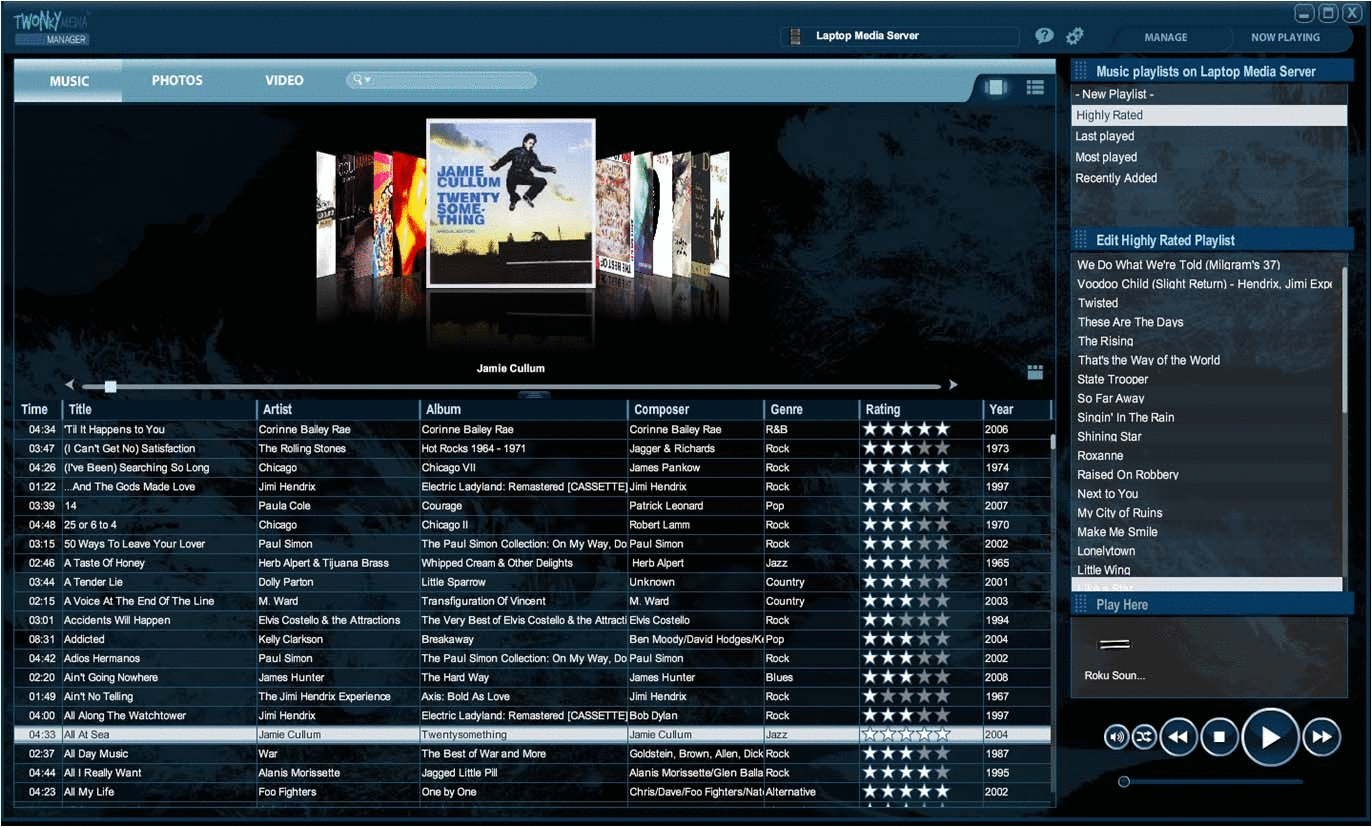 TWONKY MEDIA
MANAGER
Laptop Media Server
MANAGE
NOW PLAYING
MUSIC
PHOTOS
VIDEO
JAMIE
CULLUM
TWENTY
SOME-
THING
SPECIAL EDITION
THE BEST OF
Jamie Cullum
Time Title Artist Album Composer Genre Rating Year
04:34 'Til It Happens to You Corinne Bailey Rae Corinne Bailey Rae Corinne Bailey Rae R&B 2006
03:47 (I Can't Get No) Satisfaction The Rolling Stones Hot Rocks 1964 - 1971 Jagger & Richards Rock 1973
04:26 (I've Been) Searching So Long Chicago Chicago VII James Pankow Rock 1974
01:22 ...And The Gods Made Love Jimi Hendrix Electric Ladyland: Remastered [CASSETTE] Jimi Hendrix Rock 1997
03:39 14 Paula Cole Courage Patrick Leonard Pop 2007
04:48 25 or 6 to 4 Chicago Chicago II Robert Lamm Rock 1970
03:15 50 Ways To Leave Your Lover Paul Simon The Paul Simon Collection: On My Way, Do Paul Simon Rock 2002
02:46 A Taste Of Honey Herb Alpert & Tijuana Brass Whipped Cream & Other Delights Herb Alpert Jazz 1965
03:44 A Tender Lie Dolly Parton Little Sparrow Unknown Country 2001
02:15 A Voice At The End Of The Line M. Ward Transfiguration Of Vincent M. Ward Country 2003
03:01 Accidents Will Happen Elvis Costello & the Attractions The Very Best of Elvis Costello & the Attracti Elvis Costello Rock 1994
08:31 Addicted Kelly Clarkson Breakaway Ben Moody/David Hodges/Ke Pop 2004
04:42 Adios Hermanos Paul Simon The Paul Simon Collection: On My Way, Do Paul Simon Rock 2002
02:20 Ain't Going Nowhere James Hunter The Hard Way James Hunter Blues 2008
01:49 Ain't No Telling The Jimi Hendrix Experience Axis: Bold As Love Jimi Hendrix Rock 1967
04:00 All Along The Watchtower Jimi Hendrix Electric Ladyland: Remastered [CASSETTE] Bob Dylan Rock 1997
04:33 All At Sea Jamie Cullum Twentysomething Jamie Cullum Jazz 2004
02:37 All Day Music War The Best of War and More Goldstein, Brown, Allen, Dick Rock 1987
04:44 All I Really Want Alanis Morissette Jagged Little Pill Alanis Morissette/Glen Balla Rock 1995
04:23 All My Life Foo Fighters One by One Chris/Dave/Foo Fighters/Nat Alternative 2002
Music playlists on Laptop Media Server
- New Playlist -
Highly Rated
Last played
Most played
Recently Added
Edit Highly Rated Playlist
We Do What We're Told (Milgram's 37)
Voodoo Child (Slight Return) - Hendrix, Jimi Expe
Twisted
These Are The Days
The Rising
That's the Way of the World
State Trooper
So Far Away
Singin' In The Rain
Shining Star
Roxanne
Raised On Robbery
Next to You
My City of Ruins
Make Me Smile
Lonelytown
Little Wing
Like a Star
Play Here
Roku Soun...